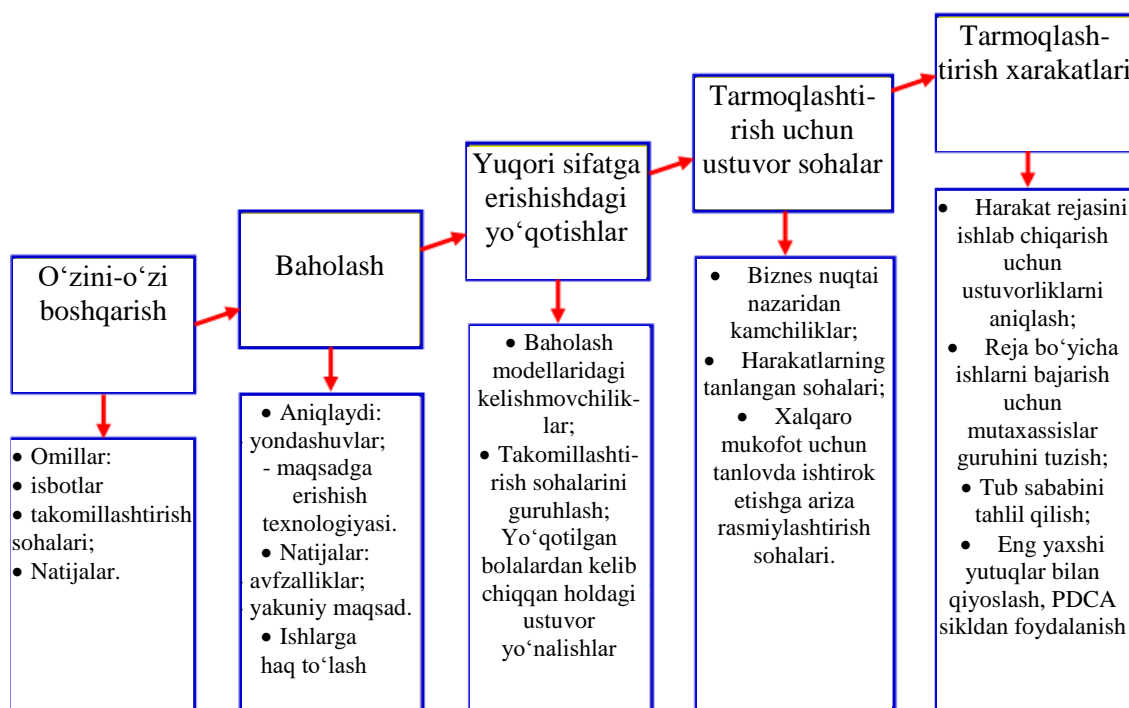 O‘zini-o‘zi
boshqarish
• Omillar:
• isbotlar
• takomillashtirish
sohalari;
• Natijalar.
Baholash
• Aniqlaydi:
- yondashuvlar;
- maqsadga
erishish
texnologiyasi.
• Natijalar:
- avfzalliklar;
- yakuniy maqsad.
• Ishlarga
haq to‘lash
Yuqori sifatga
erishishdagi
yo‘qotishlar
• Baholash
modellaridagi
kelishmovchilik-
lar;
• Takomillashti-
rish sohalarini
guruhlash;
Yo‘qotilgan
bolalardan kelib
chiqqan holdagi
ustuvor
yo‘nalishlar
Tarmoqlashti-
rish uchun
ustuvor sohalar
• Biznes nuqtai
nazaridan
kamchiliklar;
• Harakatlarning
tanlangan sohalari;
• Xalqaro
mukofot uchun
tanlovda ishtirok
etishga ariza
rasmiylashtirish
sohalari.
Tarmoqlash-
tirish xarakatlari
• Harakat rejasini
ishlab chiqarish
uchun
ustuvorliklarni
aniqlash;
• Reja bo‘yicha
ishlarni bajarish
uchun
mutaxassislar
guruhini tuzish;
• Tub sababini
tahlil qilish;
• Eng yaxshi
yutuqlar bilan
qiyoslash, PDCA
sikldan foydalanish